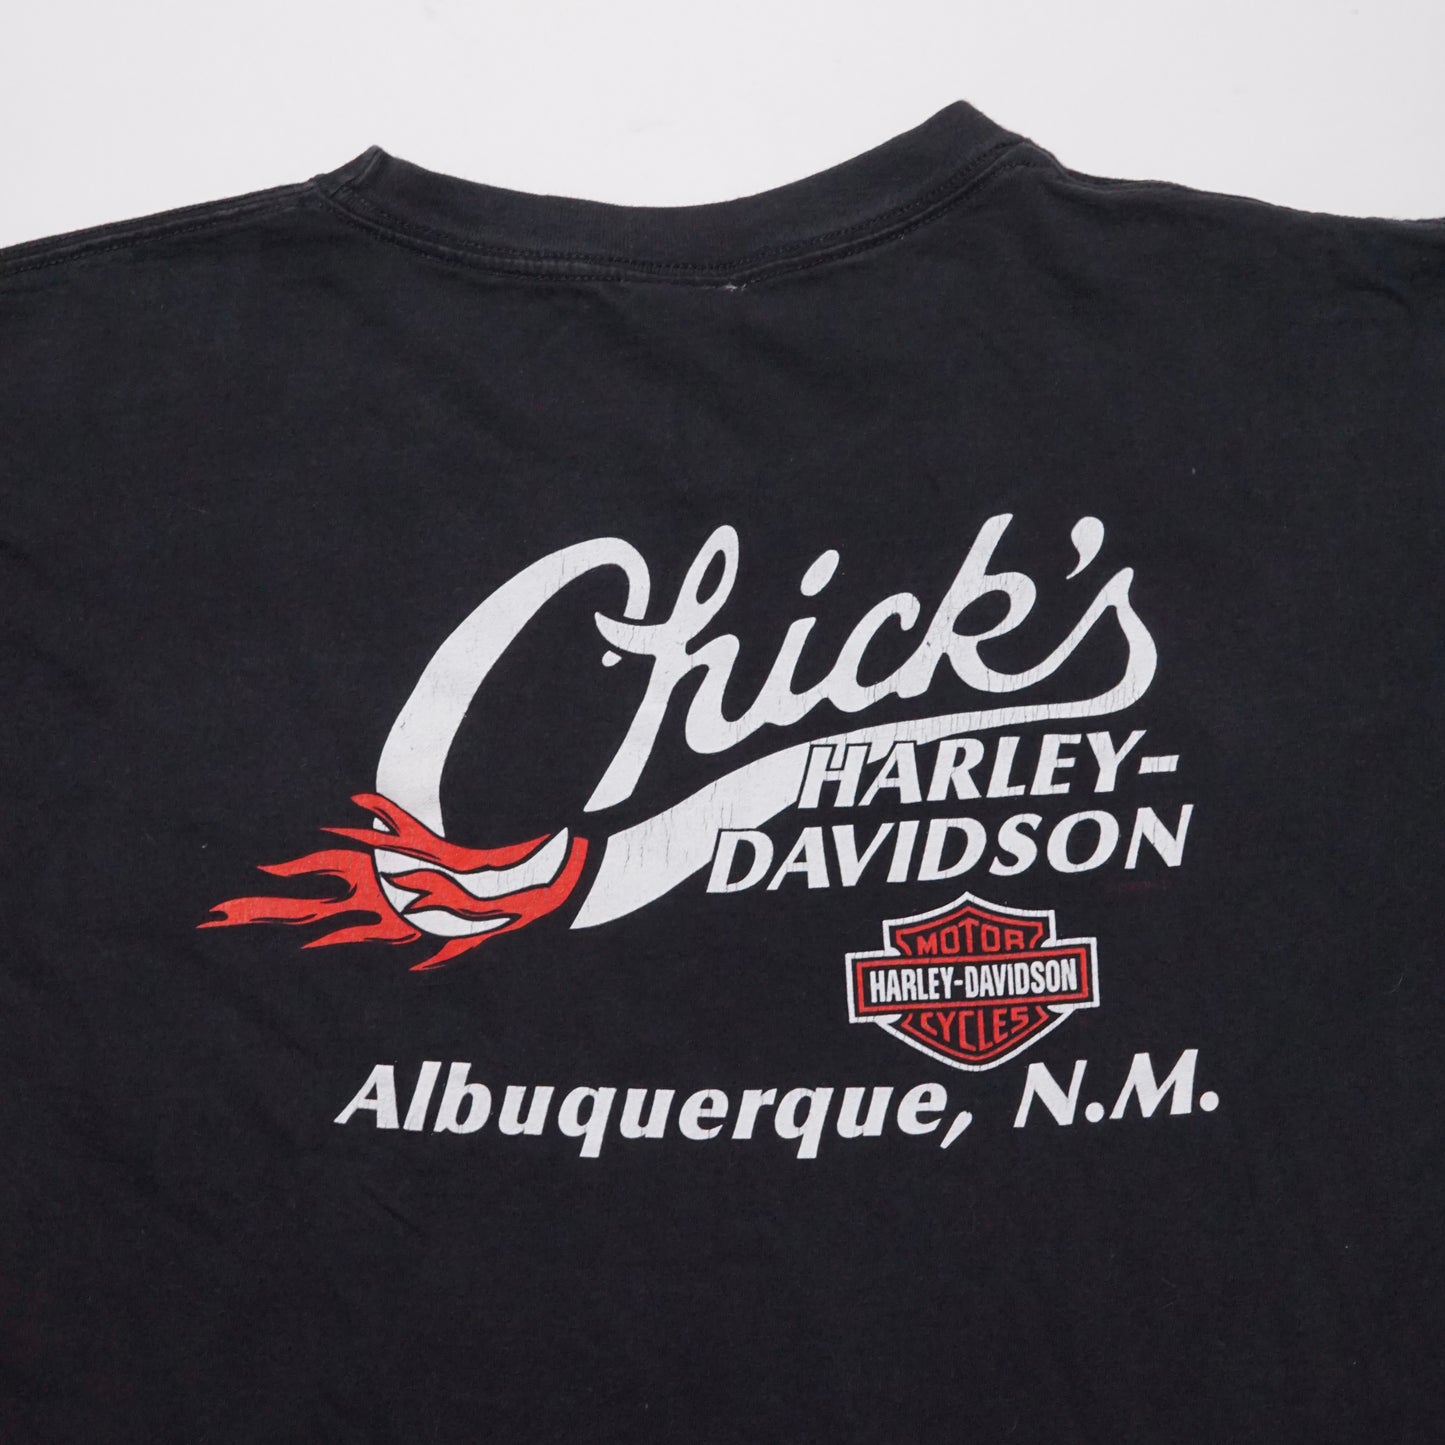 Chick's
HARLEY-
DAVIDSON
MOTOR
HARLEY-DAVIDSON
CYCLES
Albuquerque, N.M.